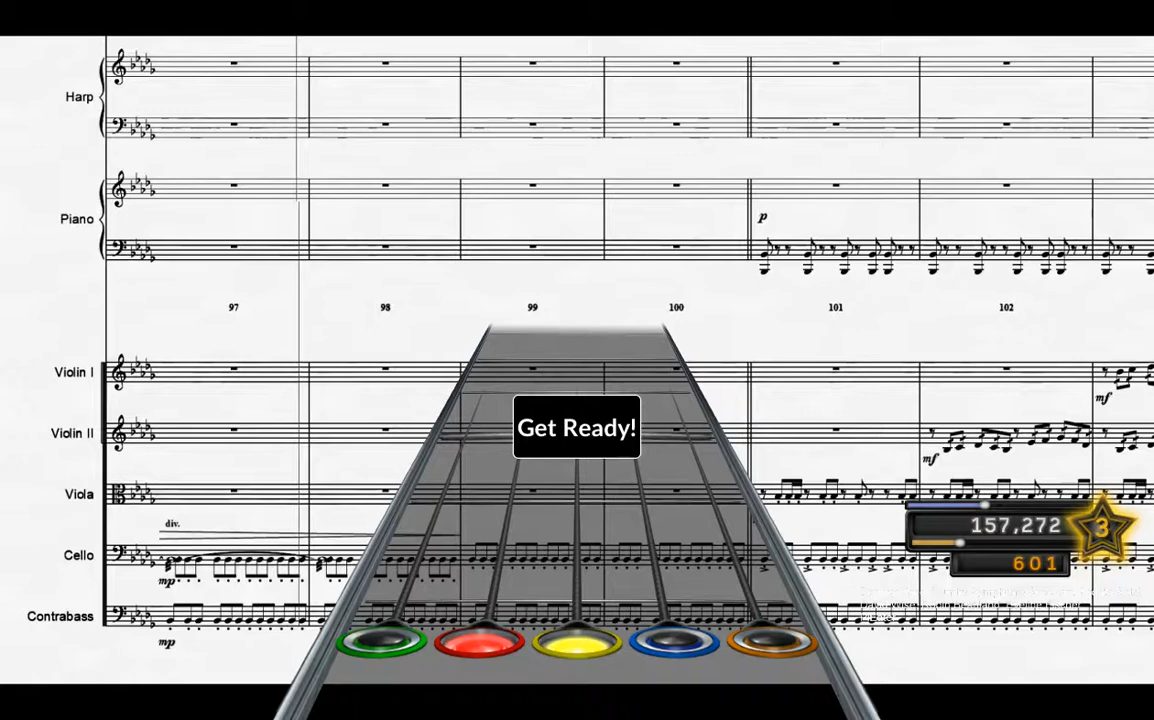 Harp
Piano
p
97 98 99 100 101 102
Violin I
mf
Get Ready!
Violin II
mf
Viola
div.
157,272 3
Cello
601
mp
Contrabass
mp